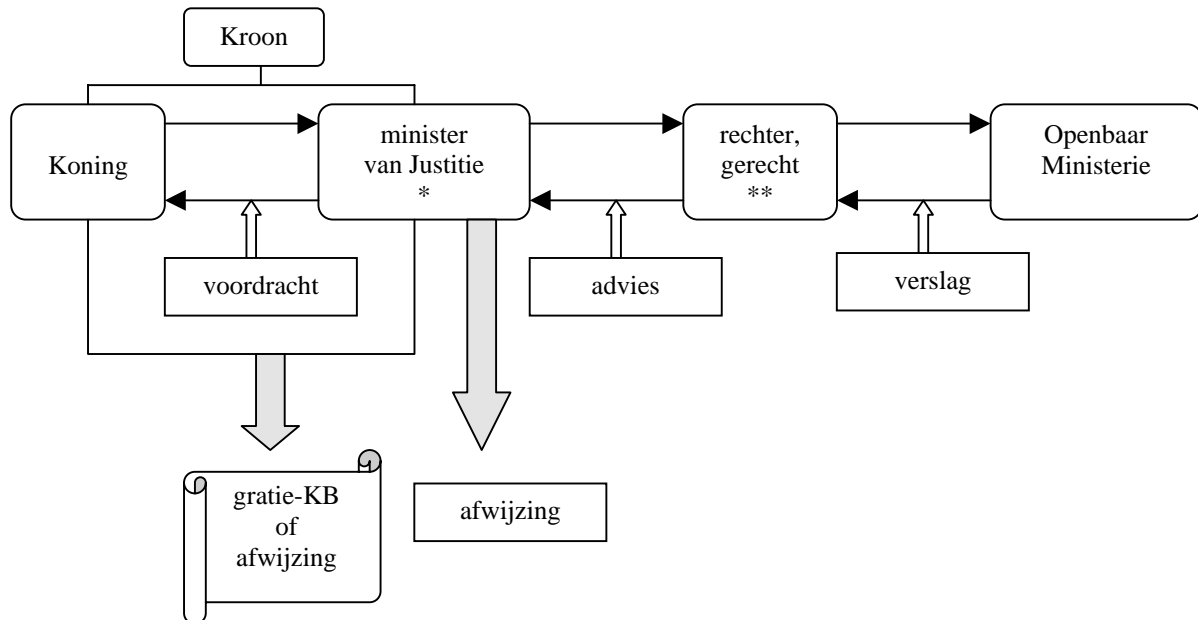 Kroon
Koning
minister
van Justitie
*
rechter,
gerecht
**
Openbaar
Ministerie
voordracht
advies
verslag
gratie-KB
of
afwijzing
afwijzing